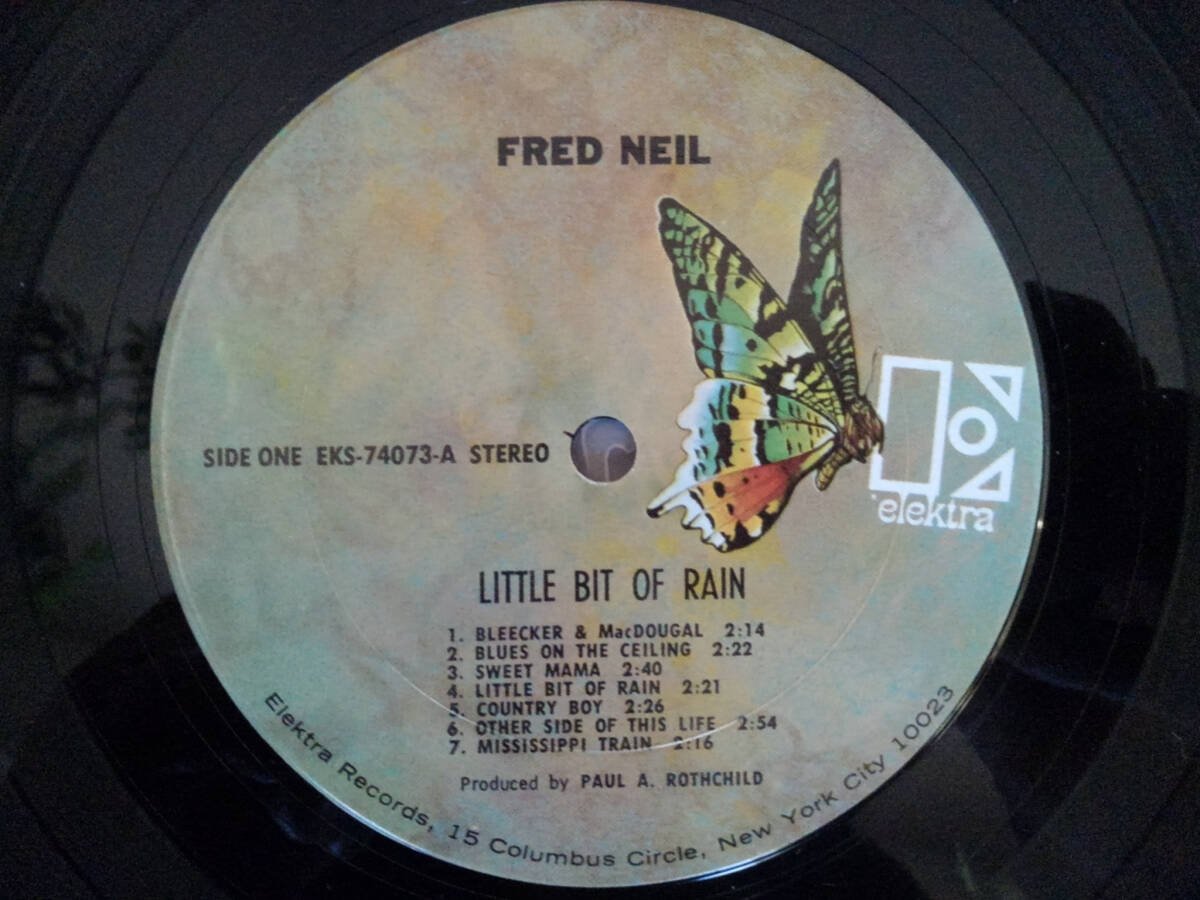 FRED NEIL
SIDE ONE EKS-74073-A STEREO
elektra
LITTLE BIT OF RAIN
1. BLEECKER & MacDOUGAL 2:14
2. BLUES ON THE CEILING 2:22
3. SWEET MAMA 2:40
4. LITTLE BIT OF RAIN 2:21
5. COUNTRY BOY 2:26
6. OTHER SIDE OF THIS LIFE 2:54
7. MISSISSIPPI TRAIN 2:16
Produced by PAUL A. ROTHCHILD
Elektra Records, 15 Columbus Circle, New York City 10023